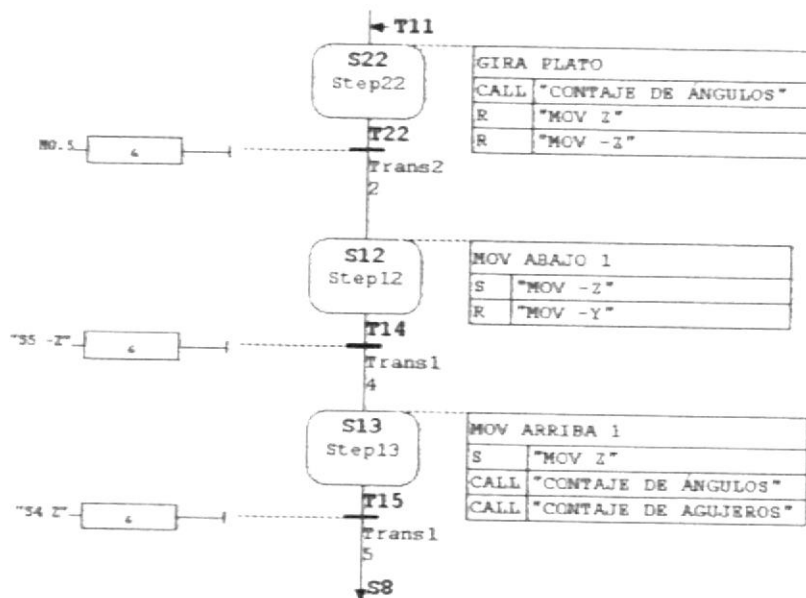 T11
S22
Step22
GIRA PLATO
CALL "CONTAJE DE ÁNGULOS"
R "MOV Z"
R "MOV -Z"
M0.5
&
T22
Trans2
2
S12
Step12
MOV ABAJO 1
S "MOV -Z"
R "MOV -Y"
"S5 -Z"
&
T14
Trans1
4
S13
Step13
MOV ARRIBA 1
S "MOV Z"
CALL "CONTAJE DE ÁNGULOS"
CALL "CONTAJE DE AGUJEROS"
"S4 Z"
&
T15
Trans1
5
S8